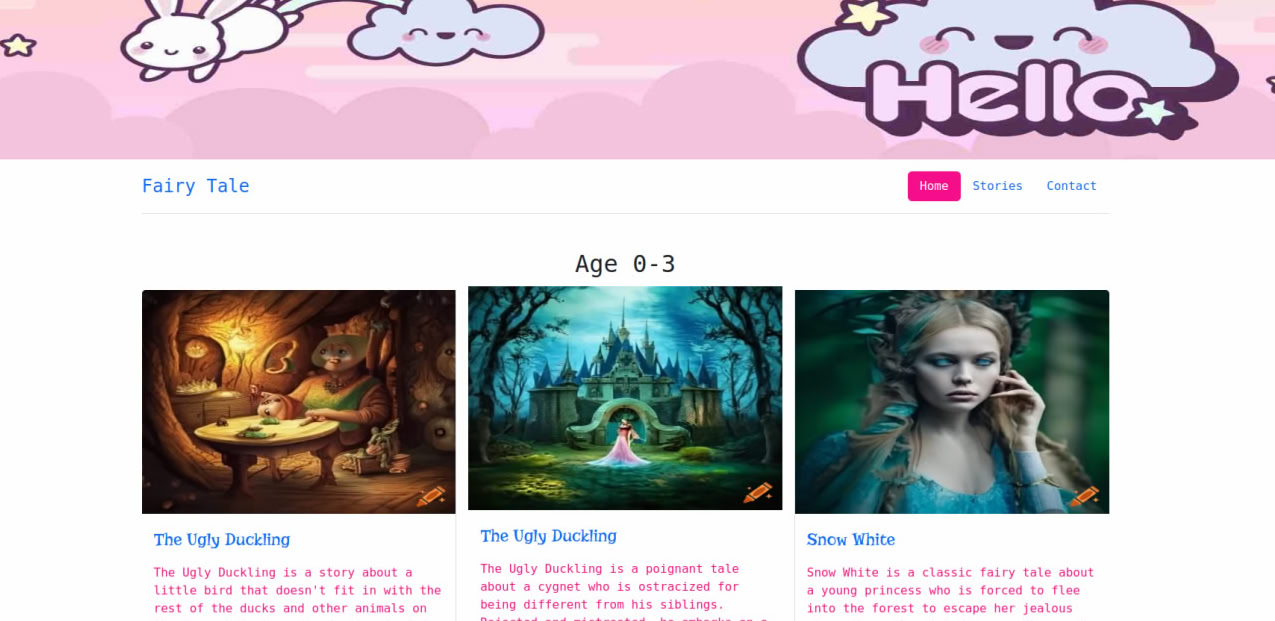 Hello
Fairy Tale
Home
Stories
Contact
Age 0-3
The Ugly Duckling
The Ugly Duckling is a story about a
little bird that doesn't fit in with the
rest of the ducks and other animals on
The Ugly Duckling
The Ugly Duckling is a poignant tale
about a cygnet who is ostracized for
being different from his siblings.
Snow White
Snow White is a classic fairy tale about
a young princess who is forced to flee
into the forest to escape her jealous